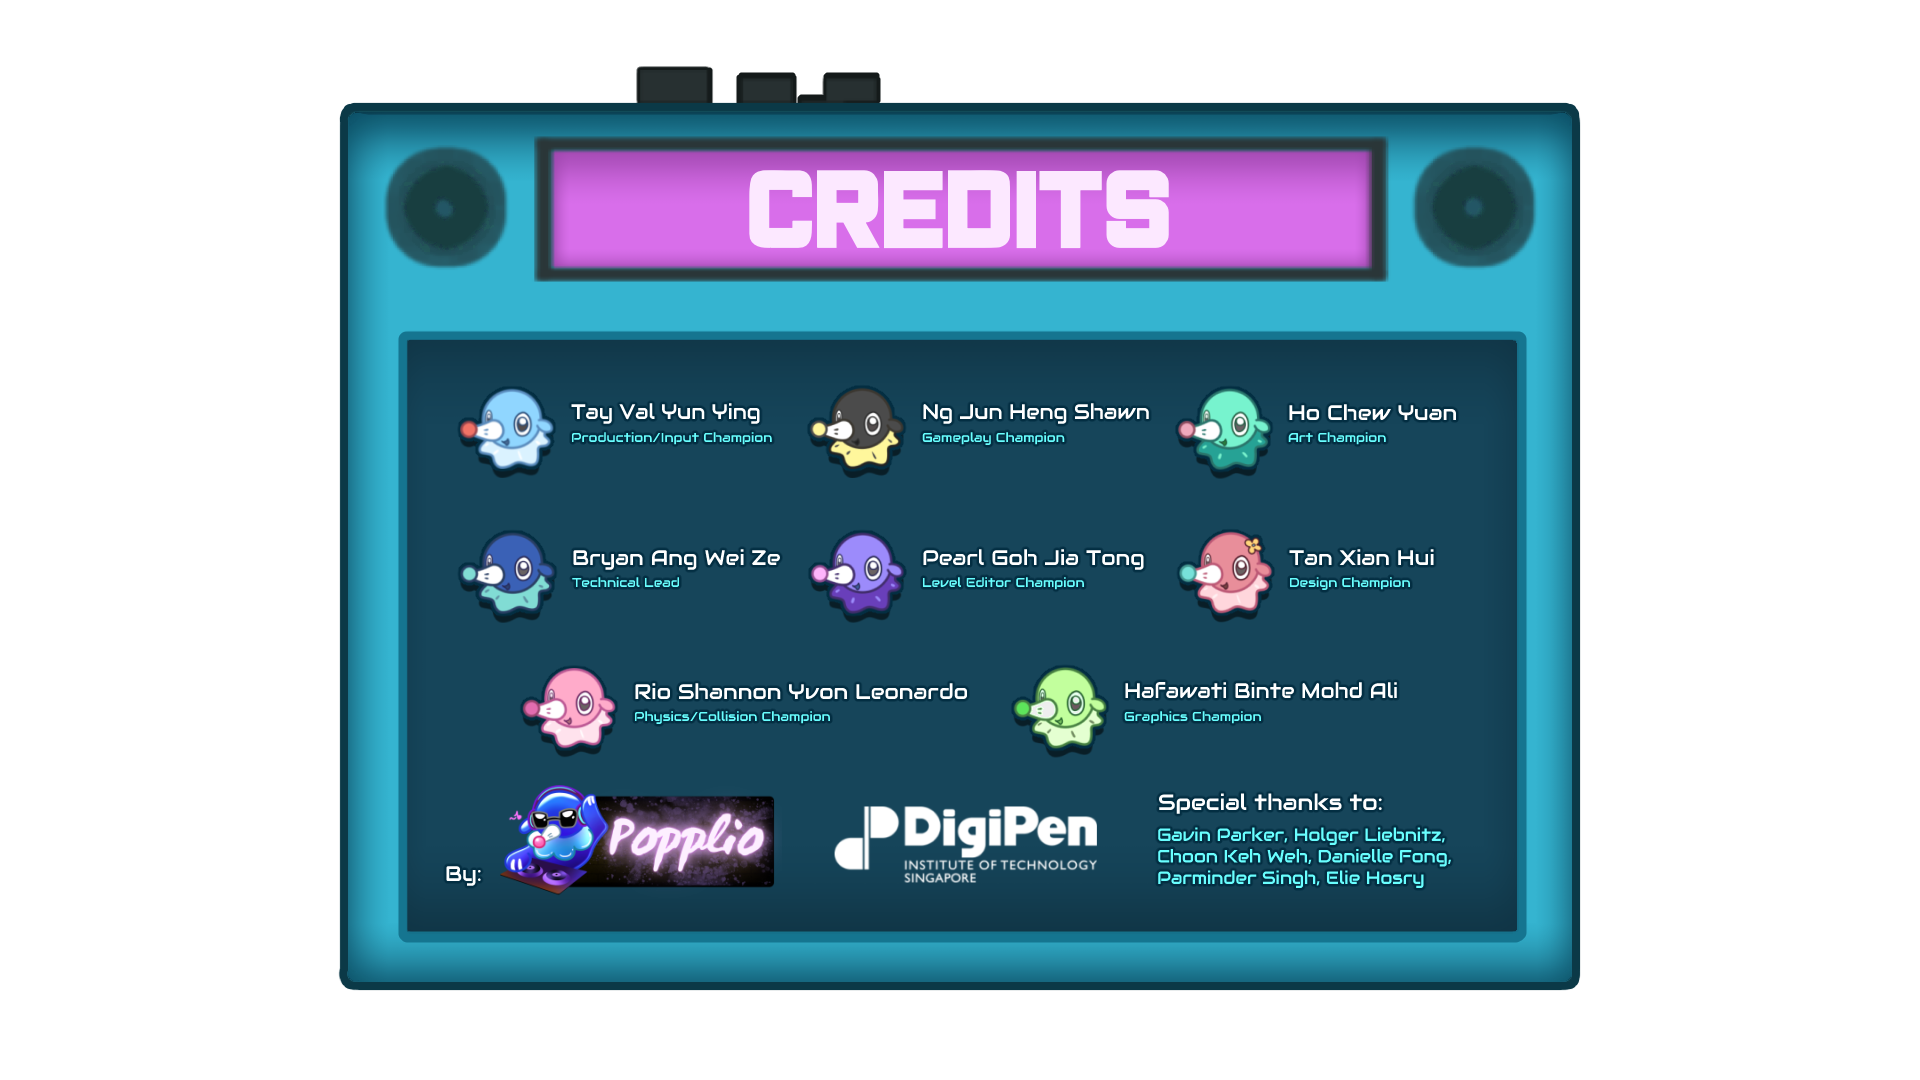 CREDITS
Tay Val Yun Ying
Production/Input Champion
Ng Jun Heng Shawn
Gameplay Champion
Ho Chew Yuan
Art Champion
Bryan Ang Wei Ze
Technical Lead
Pearl Goh Jia Tong
Level Editor Champion
Tan Xian Hui
Design Champion
Rio Shannon Yvon Leonardo
Physics/Collision Champion
Hafawati Binte Mohd Ali
Graphics Champion
By:
Popplio
DigiPen
INSTITUTE OF TECHNOLOGY
SINGAPORE
Special thanks to:
Gavin Parker, Holger Liebnitz,
Choon Keh Weh, Danielle Fong,
Parminder Singh, Elie Hosry